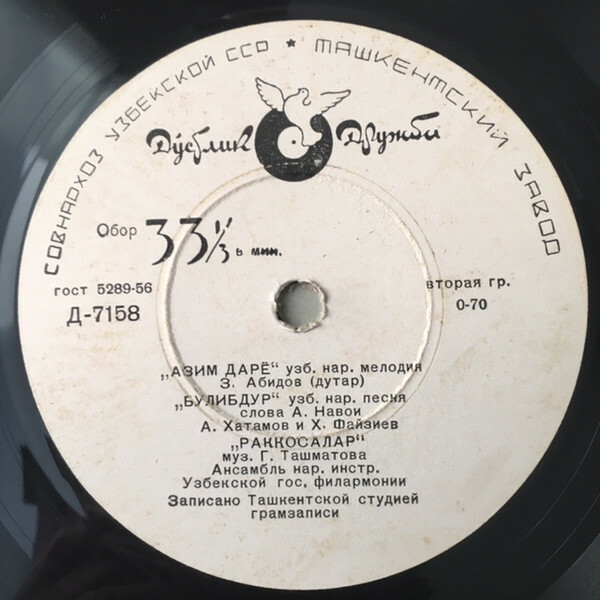 СОВНАРХОЗ УЗБЕКСКОЙ ССР * ТАШКЕНТСКИЙ ЗАВОД
Дӯстлик Дружба
Обор 33⅓ в мин.
гост 5289-56
Д-7158
вторая гр.
0-70
„АЗИМ ДАРЁ“ узб. нар. мелодия
З. Абидов (дутар)
„БУЛИБДУР“ узб. нар. песня
слова А. Навои
А. Хатамов и Х. Файзиев
„РАККОСАЛАР“
муз. Г. Ташматова
Ансамбль нар. инстр.
Узбекской гос, филармонии
Записано Ташкентской студией
грамзаписи